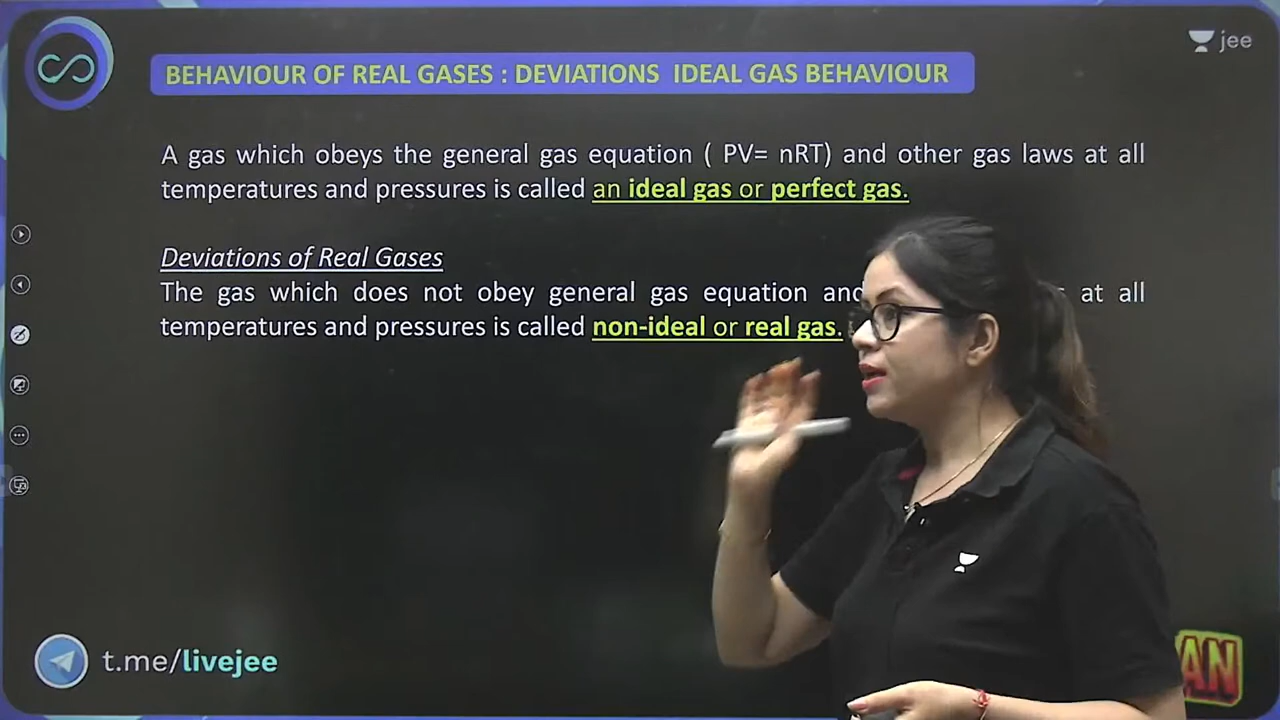 jee
BEHAVIOUR OF REAL GASES : DEVIATIONS IDEAL GAS BEHAVIOUR
A gas which obeys the general gas equation ( PV= nRT) and other gas laws at all
temperatures and pressures is called an ideal gas or perfect gas.
Deviations of Real Gases
The gas which does not obey general gas equation and at all
temperatures and pressures is called non-ideal or real gas.
t.me/livejee
AN